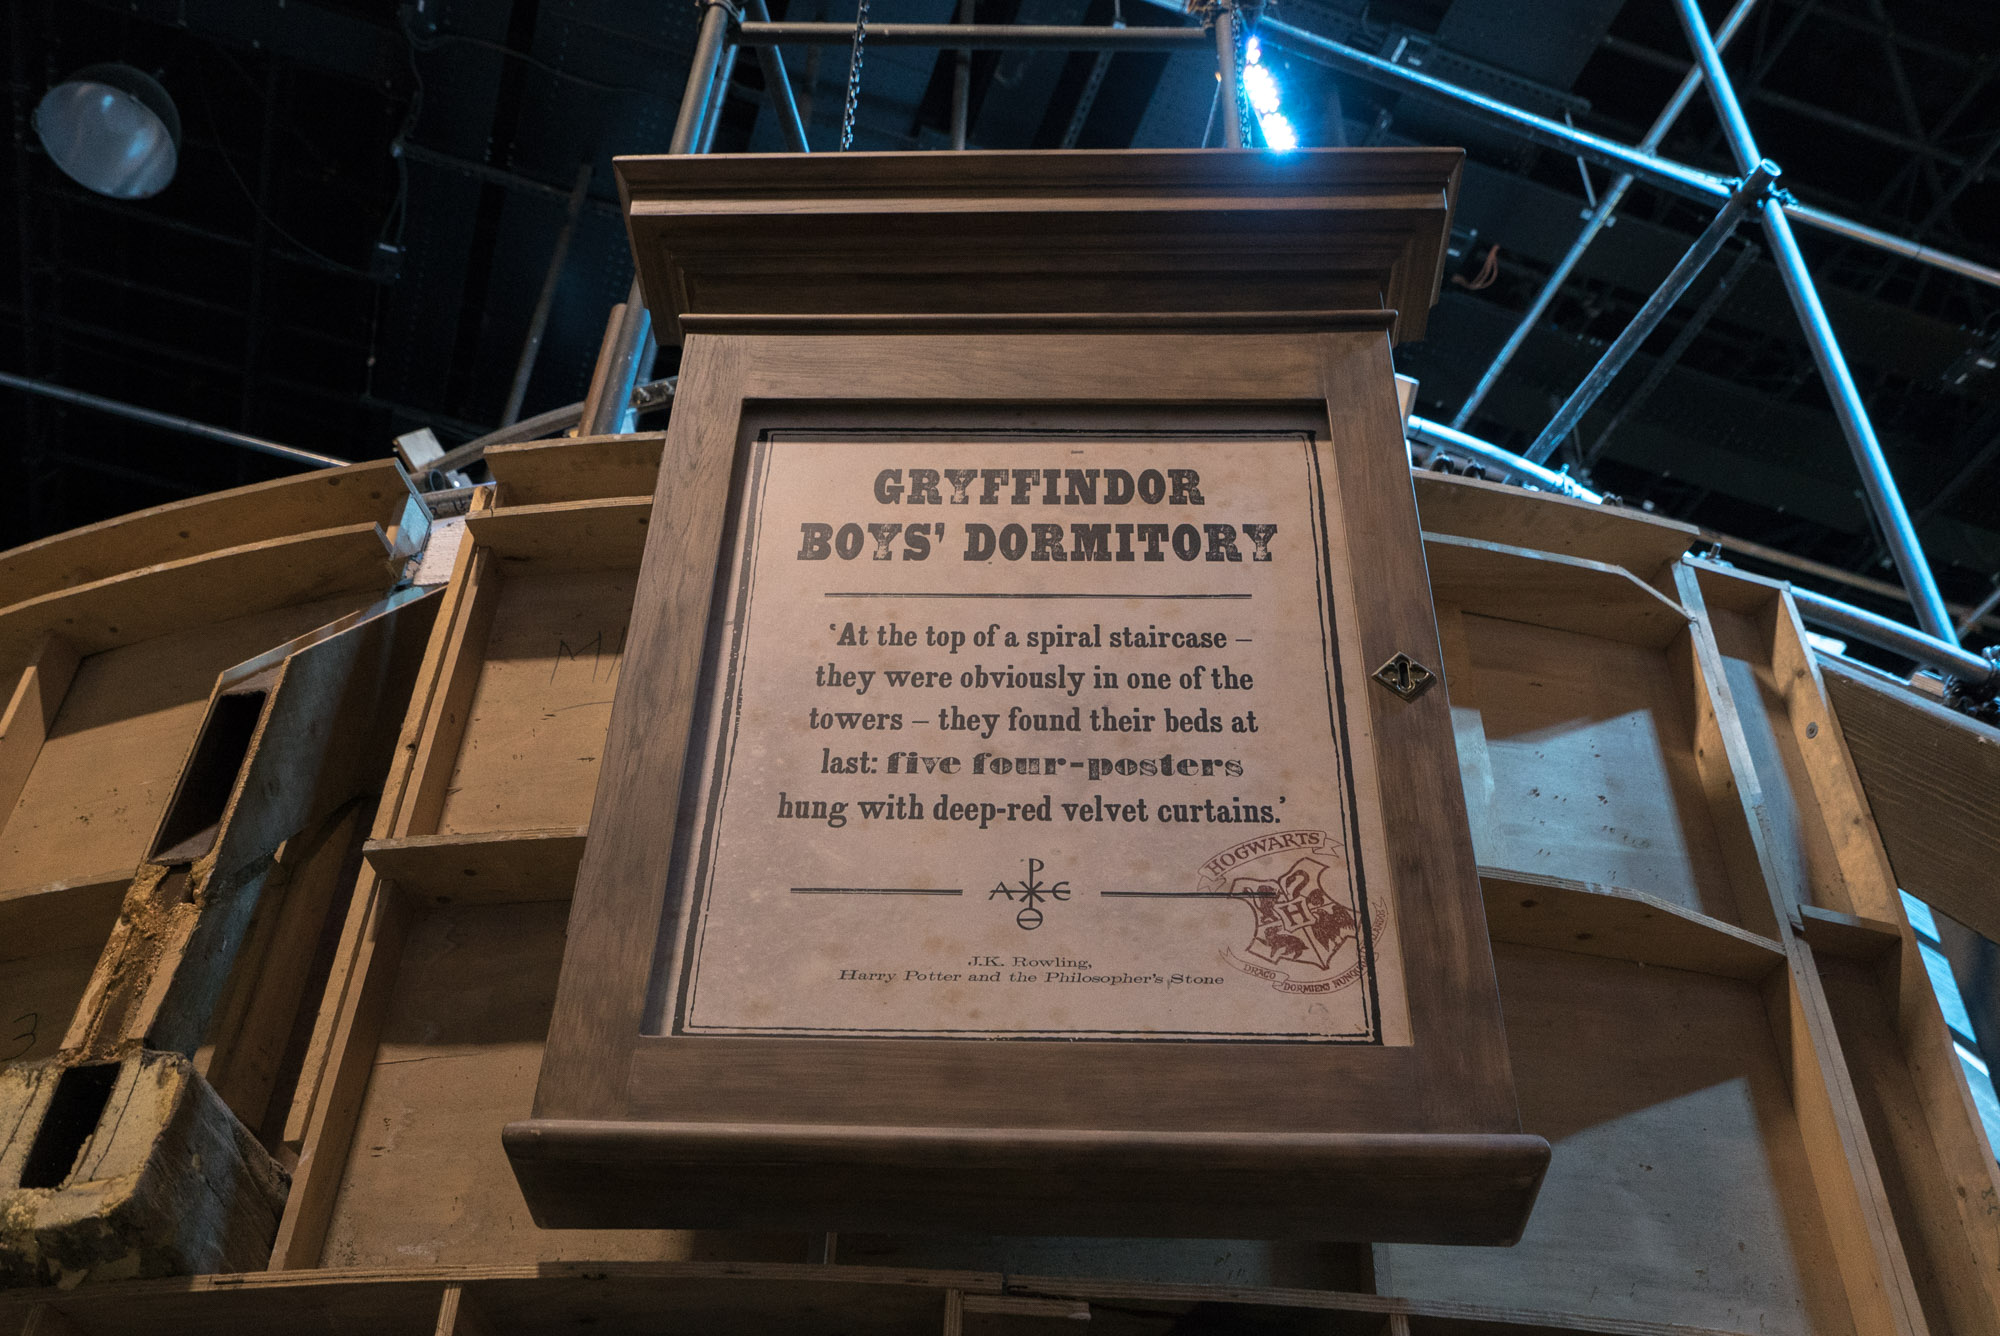 GRYFFINDOR
BOYS' DORMITORY
‘At the top of a spiral staircase –
they were obviously in one of the
towers – they found their beds at
last: five four-posters
hung with deep-red velvet curtains.’
HOGWARTS
H
DRACO DORMIENS NUNQUAM
J.K. Rowling,
Harry Potter and the Philosopher's Stone
3